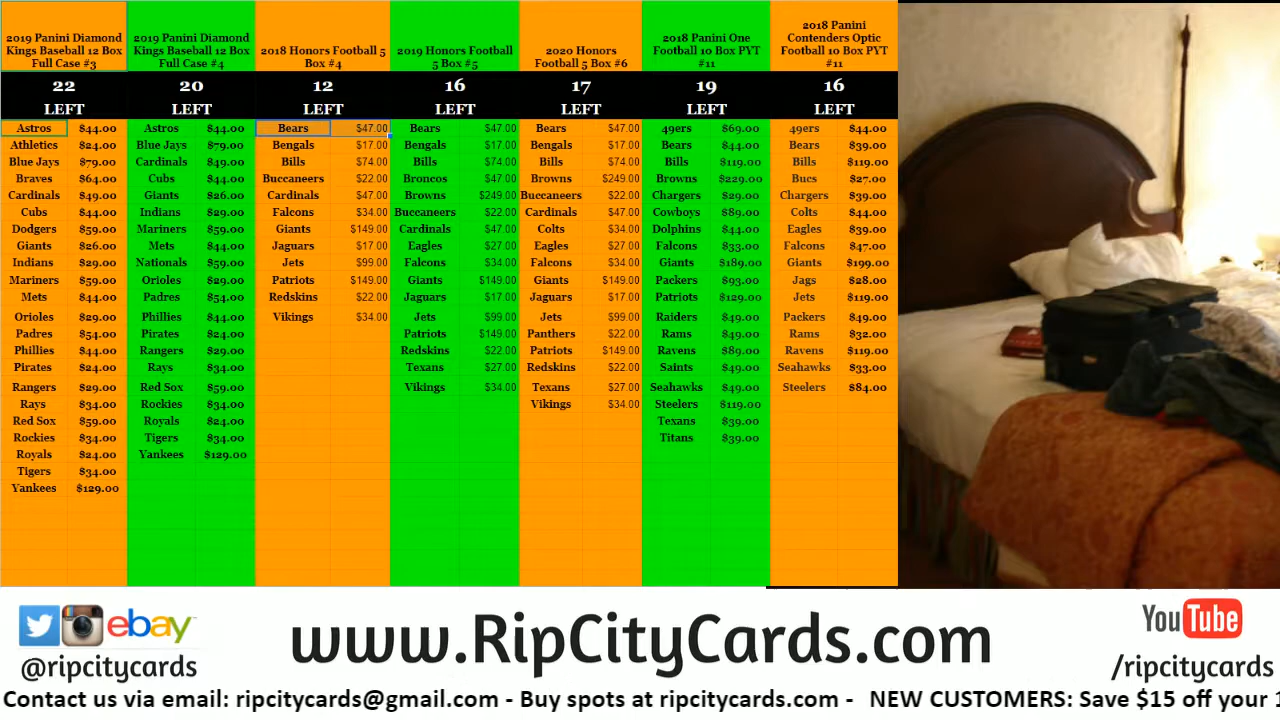 2019 Panini Diamond
Kings Baseball 12 Box
Full Case #3
22
LEFT
Astros $44.00
Athletics $24.00
Blue Jays $79.00
Braves $64.00
Cardinals $49.00
Cubs $44.00
Dodgers $59.00
Giants $26.00
Indians $29.00
Mariners $59.00
Mets $44.00
Orioles $29.00
Padres $54.00
Phillies $44.00
Pirates $24.00
Rangers $29.00
Rays $34.00
Red Sox $59.00
Rockies $34.00
Royals $24.00
Tigers $34.00
Yankees $129.00
2019 Panini Diamond
Kings Baseball 12 Box
Full Case #4
20
LEFT
Astros $44.00
Blue Jays $79.00
Cardinals $49.00
Cubs $44.00
Giants $26.00
Indians $29.00
Mariners $59.00
Mets $44.00
Nationals $59.00
Orioles $29.00
Padres $54.00
Phillies $44.00
Pirates $24.00
Rangers $29.00
Rays $34.00
Red Sox $59.00
Rockies $34.00
Royals $24.00
Tigers $34.00
Yankees $129.00
2018 Honors Football 5
Box #4
12
LEFT
Bears $47.00
Bengals $17.00
Bills $74.00
Buccaneers $22.00
Cardinals $47.00
Falcons $34.00
Giants $149.00
Jaguars $17.00
Jets $99.00
Patriots $149.00
Redskins $22.00
Vikings $34.00
2019 Honors Football
5 Box #5
16
LEFT
Bears $47.00
Bengals $17.00
Bills $74.00
Broncos $47.00
Browns $249.00
Buccaneers $22.00
Cardinals $47.00
Eagles $27.00
Falcons $34.00
Giants $149.00
Jaguars $17.00
Jets $99.00
Patriots $149.00
Redskins $22.00
Texans $27.00
Vikings $34.00
2020 Honors
Football 5 Box #6
17
LEFT
Bears $47.00
Bengals $17.00
Bills $74.00
Browns $249.00
Buccaneers $22.00
Cardinals $47.00
Colts $34.00
Eagles $27.00
Falcons $34.00
Giants $149.00
Jaguars $17.00
Jets $99.00
Panthers $22.00
Patriots $149.00
Redskins $22.00
Texans $27.00
Vikings $34.00
2018 Panini One
Football 10 Box PYT
#11
19
LEFT
49ers $69.00
Bears $44.00
Bills $119.00
Browns $229.00
Chargers $29.00
Cowboys $89.00
Dolphins $44.00
Falcons $33.00
Giants $189.00
Packers $93.00
Patriots $129.00
Raiders $49.00
Rams $49.00
Ravens $89.00
Saints $49.00
Seahawks $49.00
Steelers $119.00
Texans $39.00
Titans $39.00
2018 Panini
Contenders Optic
Football 10 Box PYT
#11
16
LEFT
49ers $44.00
Bears $39.00
Bills $119.00
Bucs $27.00
Chargers $39.00
Colts $44.00
Eagles $39.00
Falcons $47.00
Giants $199.00
Jags $28.00
Jets $119.00
Packers $49.00
Rams $32.00
Ravens $119.00
Seahawks $33.00
Steelers $84.00
ebay
@ripcitycards
www.RipCityCards.com
YouTube
/ripcitycards
Contact us via email: ripcitycards@gmail.com - Buy spots at ripcitycards.com - NEW CUSTOMERS: Save $15 off your 1